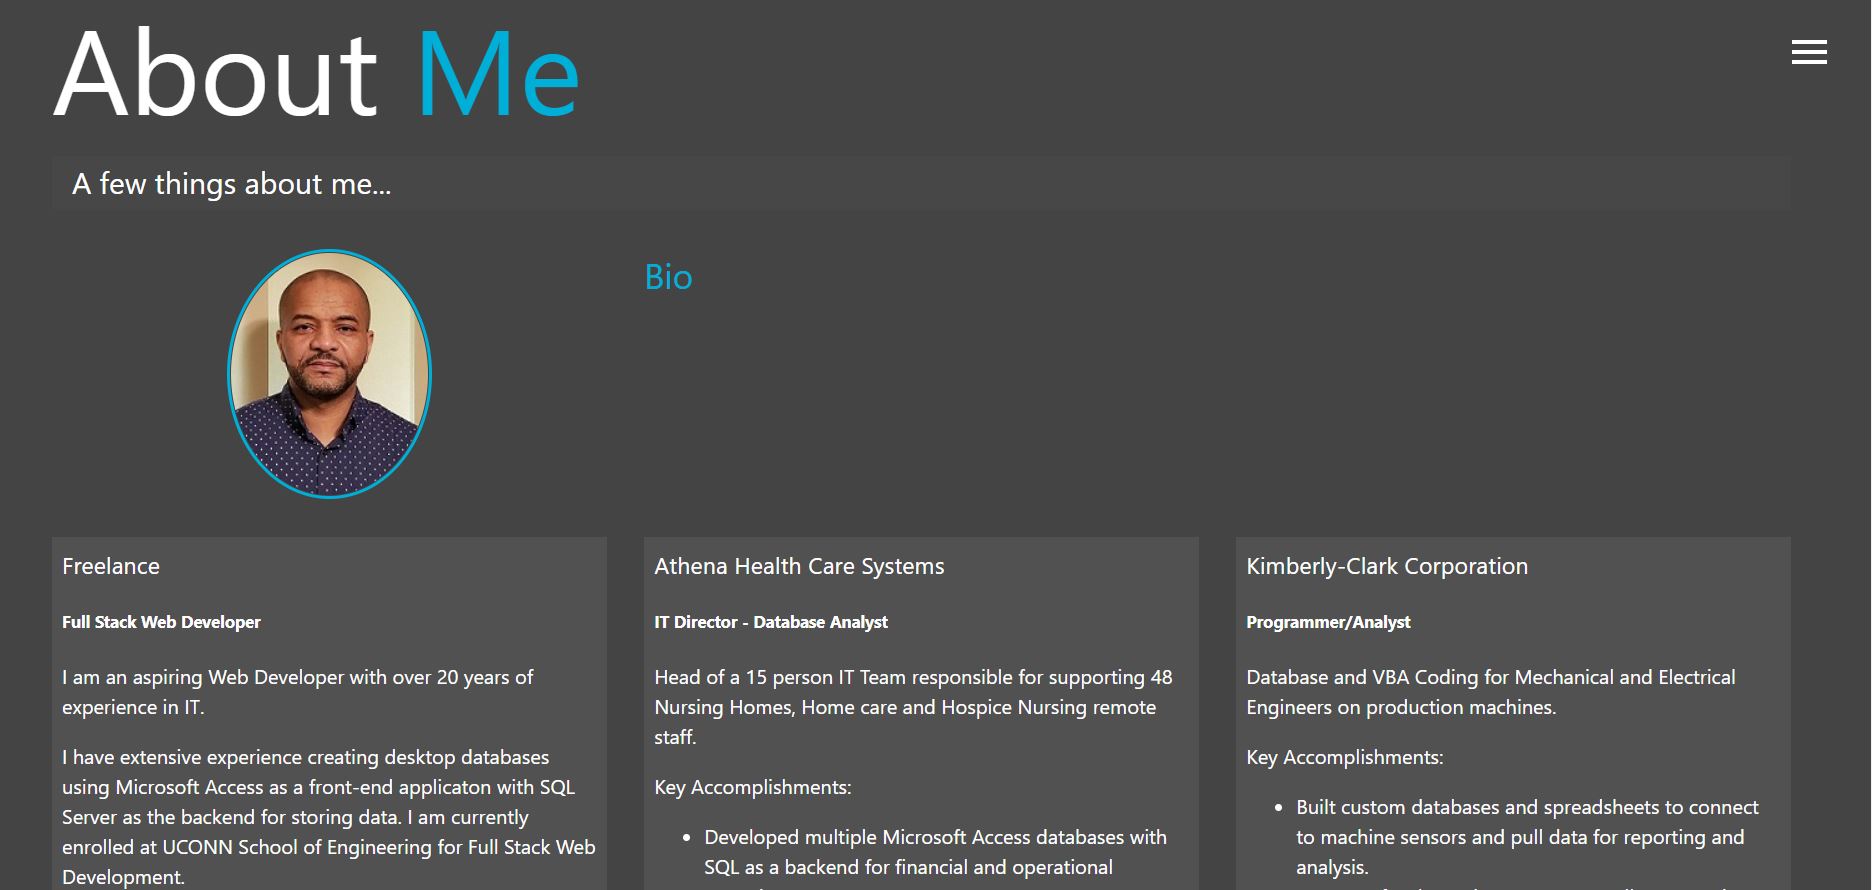 About Me
A few things about me...
Bio
Freelance
Full Stack Web Developer
I am an aspiring Web Developer with over 20 years of
experience in IT.
I have extensive experience creating desktop databases
using Microsoft Access as a front-end applicaton with SQL
Server as the backend for storing data. I am currently
enrolled at UCONN School of Engineering for Full Stack Web
Development.
Athena Health Care Systems
IT Director - Database Analyst
Head of a 15 person IT Team responsible for supporting 48
Nursing Homes, Home care and Hospice Nursing remote
staff.
Key Accomplishments:
• Developed multiple Microsoft Access databases with
SQL as a backend for financial and operational
Kimberly-Clark Corporation
Programmer/Analyst
Database and VBA Coding for Mechanical and Electrical
Engineers on production machines.
Key Accomplishments:
• Built custom databases and spreadsheets to connect
to machine sensors and pull data for reporting and
analysis.